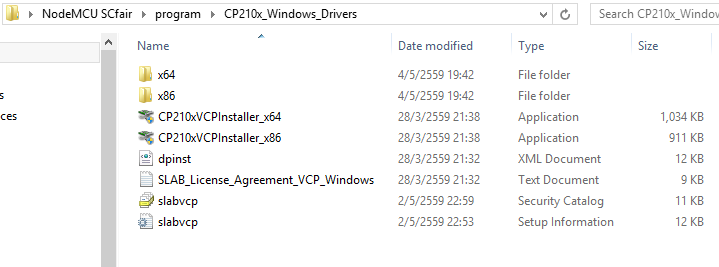 NodeMCU SCfair program CP210x_Windows_Drivers Search CP210x_Windows
Name Date modified Type Size
x64 4/5/2559 19:42 File folder
x86 4/5/2559 19:42 File folder
CP210xVCPInstaller_x64 28/3/2559 21:38 Application 1,034 KB
CP210xVCPInstaller_x86 28/3/2559 21:38 Application 911 KB
dpinst 28/3/2559 21:32 XML Document 12 KB
SLAB_License_Agreement_VCP_Windows 28/3/2559 21:32 Text Document 9 KB
slabvcp 2/5/2559 22:59 Security Catalog 11 KB
slabvcp 2/5/2559 22:53 Setup Information 12 KB